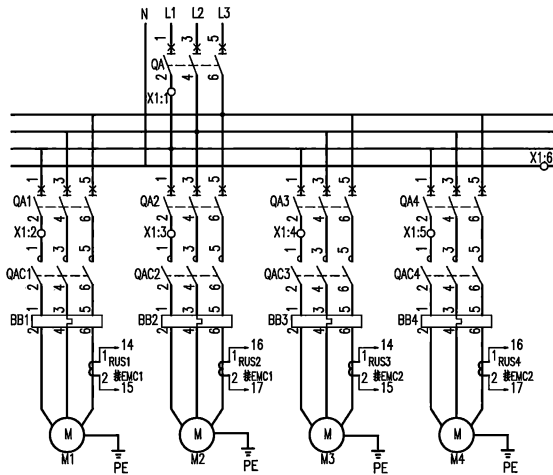 N L1 L2 L3
1 3 5
QA
2 4 6
X1:1
X1:6
1 3 5 1 3 5 1 3 5 1 3 5
QA1 QA2 QA3 QA4
2 4 6 2 4 6 2 4 6 2 4 6
X1:2 X1:3 X1:4 X1:5
1 3 5 1 3 5 1 3 5 1 3 5
QAC1 QAC2 QAC3 QAC4
2 4 6 2 4 6 2 4 6 2 4 6
1 3 5 1 3 5 1 3 5 1 3 5
BB1 BB2 BB3 BB4
2 4 6 2 4 6 2 4 6 2 4 6
14 16 14 16
1 RUS1 1 RUS2 1 RUS3 1 RUS4
2 接EMC1 2 接EMC1 2 接EMC2 2 接EMC2
15 17 15 17
M M M M
M1 PE M2 PE M3 PE M4 PE